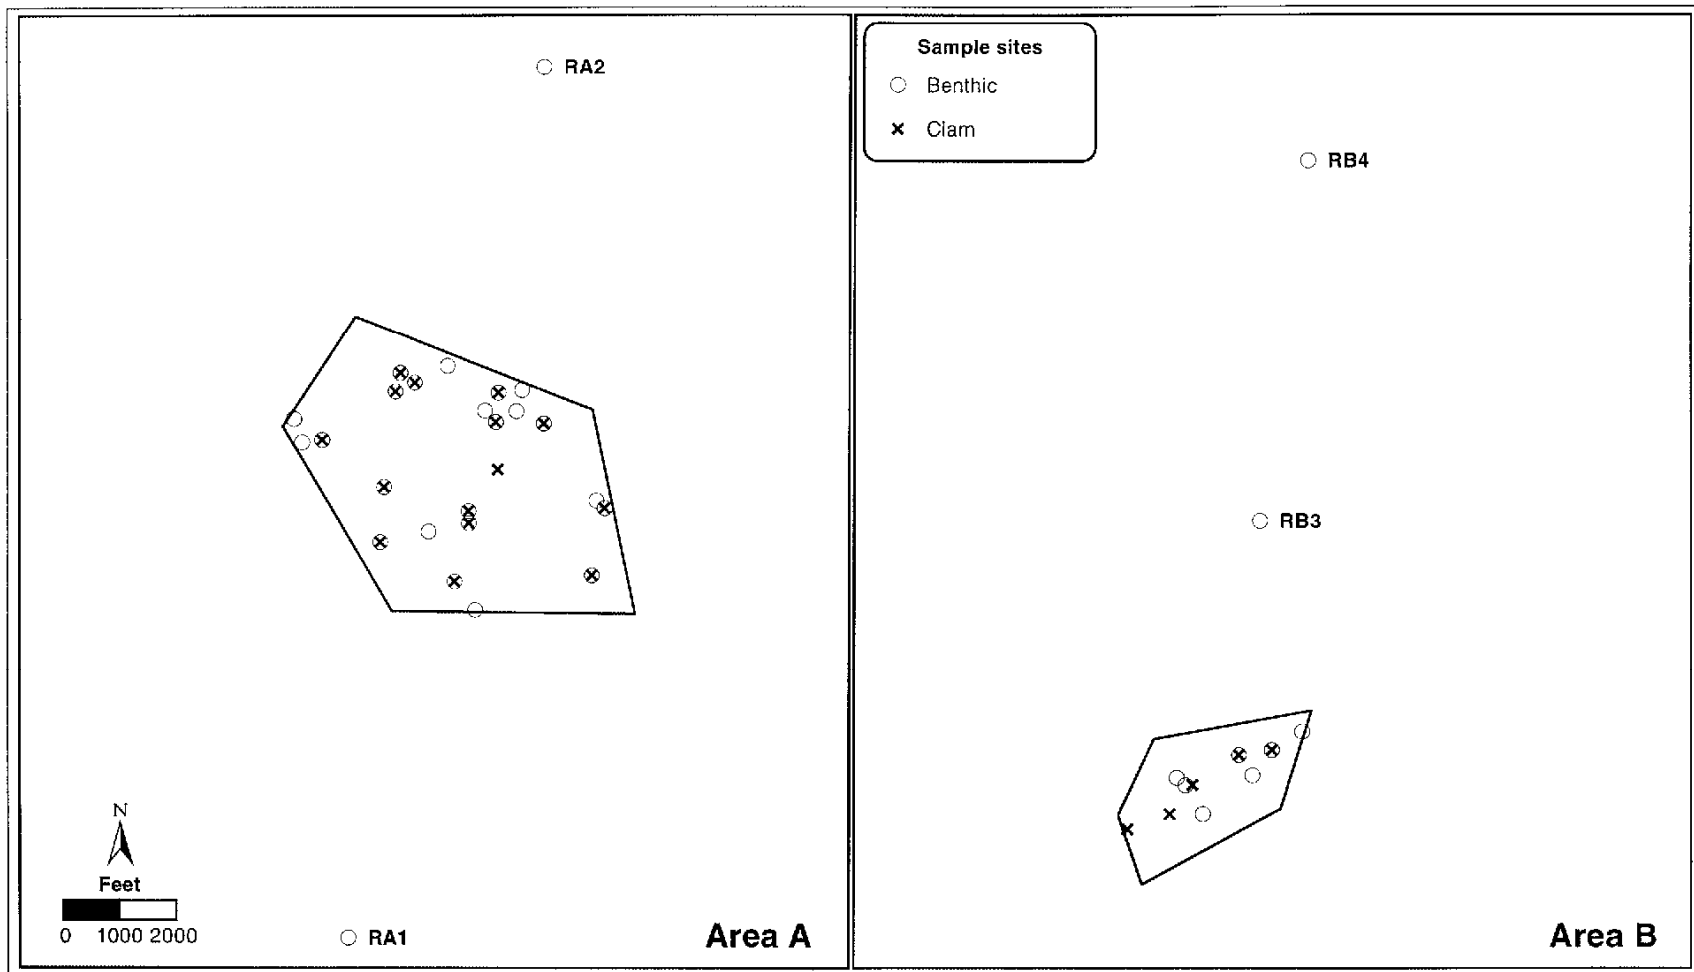 RA2
Sample sites
Benthic
Clam
RB4
RB3
N
Feet
0 1000 2000
RA1
Area A
Area B